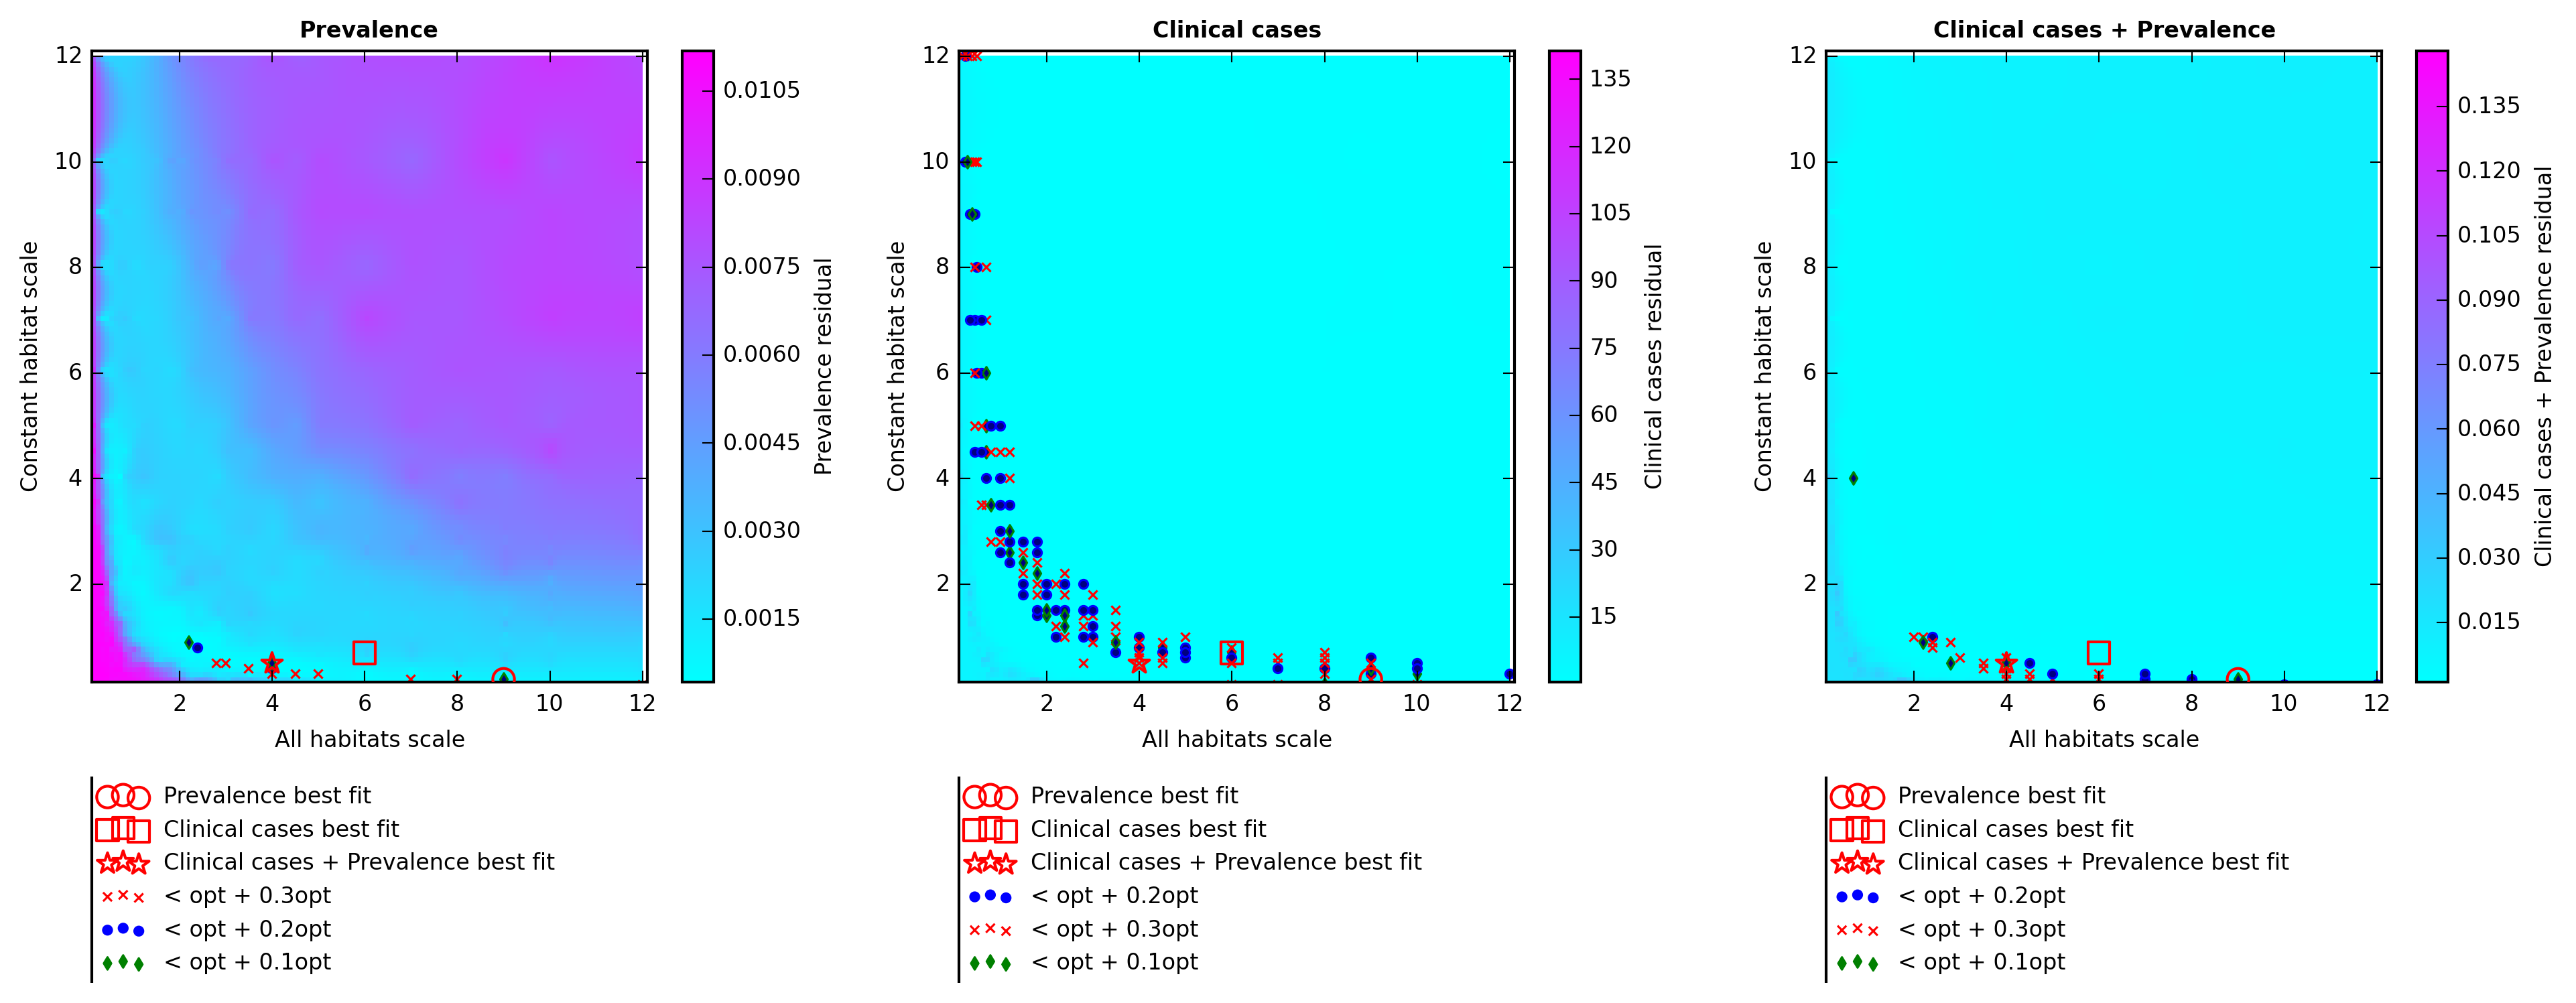 Prevalence
Clinical cases
Clinical cases + Prevalence
12
10
8
6
4
2
Constant habitat scale
2 4 6 8 10 12
All habitats scale
0.0105
0.0090
0.0075
0.0060
0.0045
0.0030
0.0015
Prevalence residual
12
10
8
6
4
2
Constant habitat scale
2 4 6 8 10 12
All habitats scale
135
120
105
90
75
60
45
30
15
Clinical cases residual
12
10
8
6
4
2
Constant habitat scale
2 4 6 8 10 12
All habitats scale
0.135
0.120
0.105
0.090
0.075
0.060
0.045
0.030
0.015
Clinical cases + Prevalence residual
Prevalence best fit
Clinical cases best fit
Clinical cases + Prevalence best fit
< opt + 0.3opt
< opt + 0.2opt
< opt + 0.1opt
Prevalence best fit
Clinical cases best fit
Clinical cases + Prevalence best fit
< opt + 0.2opt
< opt + 0.3opt
< opt + 0.1opt
Prevalence best fit
Clinical cases best fit
Clinical cases + Prevalence best fit
< opt + 0.2opt
< opt + 0.3opt
< opt + 0.1opt